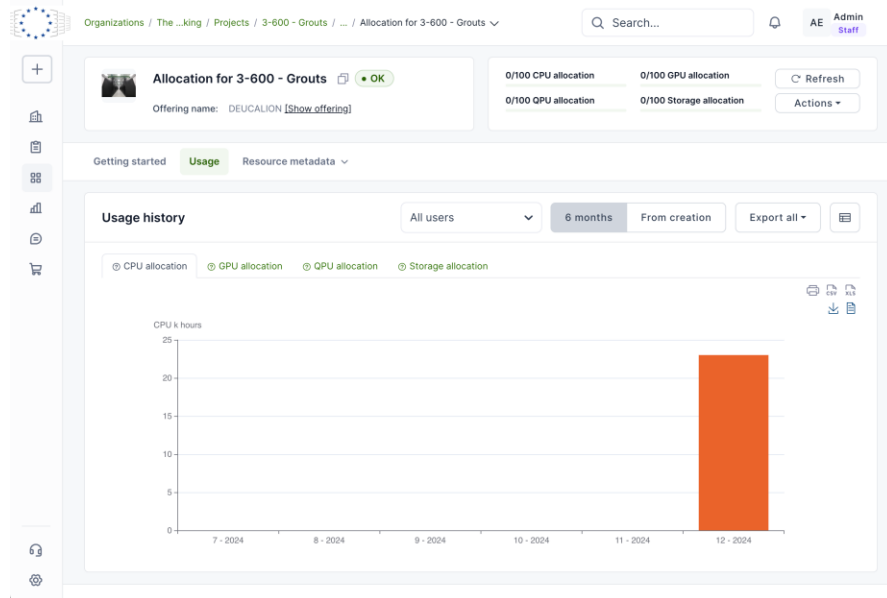 Organizations / The ...king / Projects / 3-600 - Grouts / ... / Allocation for 3-600 - Grouts
Search...
AE
Admin
Staff
Allocation for 3-600 - Grouts
OK
Offering name: DEUCALION [Show offering]
0/100 CPU allocation
0/100 GPU allocation
Refresh
0/100 QPU allocation
0/100 Storage allocation
Actions
Getting started
Usage
Resource metadata
Usage history
All users
6 months
From creation
Export all
CPU allocation
GPU allocation
QPU allocation
Storage allocation
CSV
XLS
CPU k hours
25
20
15
10
5
0
7 - 2024
8 - 2024
9 - 2024
10 - 2024
11 - 2024
12 - 2024